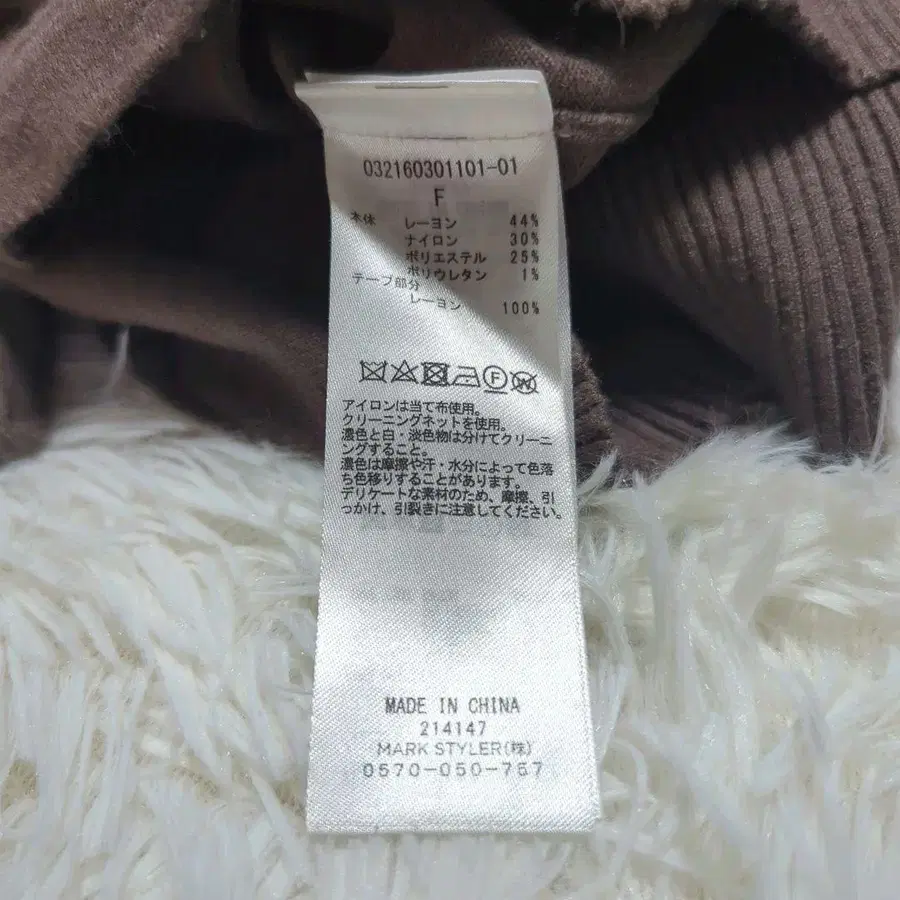 032160301101-01
F
本体 レーヨン 44%
ナイロン 30%
ポリエステル 25%
ポリウレタン 1%
テープ部分
レーヨン 100%
F W
アイロンは当て布使用。
クリーニングネットを使用。
濃色と白・淡色物は分けてクリーニ
ングすること。
濃色は摩擦や汗・水分によって色落
ち色移りすることがあります。
デリケートな素材のため、摩擦、引
っかけ、引裂きに注意してください。
MADE IN CHINA
214147
MARK STYLER(株)
0570-050-757